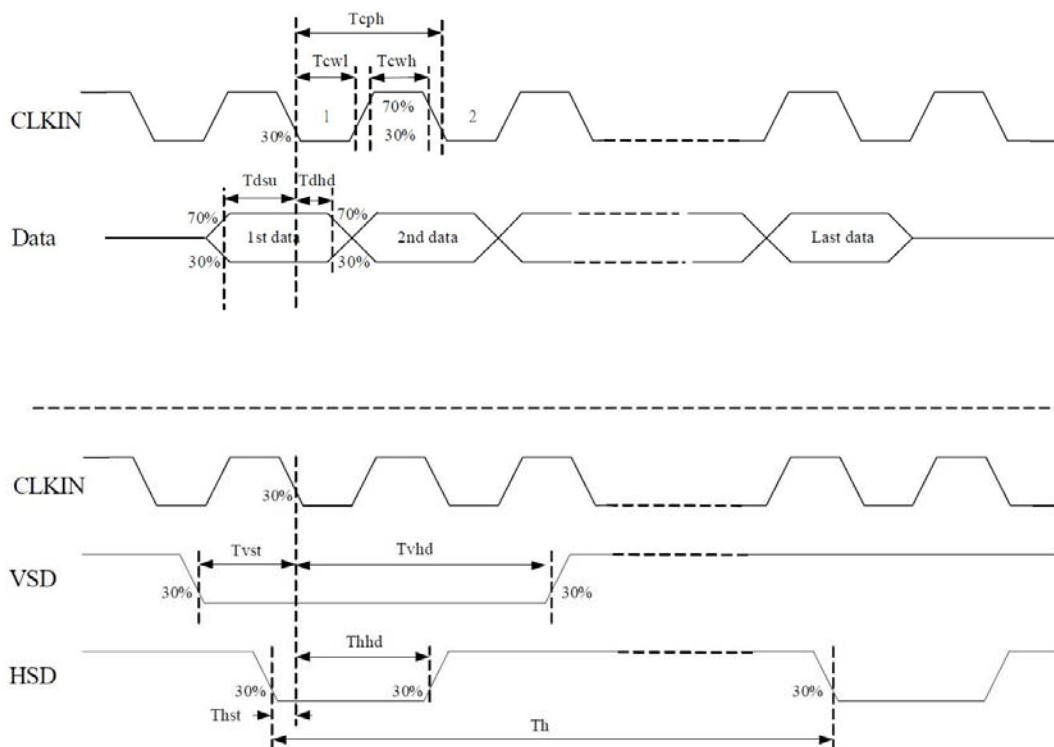 Tcph
Tcwl Tcwh
CLKIN 30% 1 70% 30% 2
Tdsu Tdhd
70% 70%
Data 1st data 2nd data Last data
30% 30%
CLKIN 30%
Tvst Tvhd
VSD 30% 30%
Thhd
HSD 30% 30% 30%
Thst Th